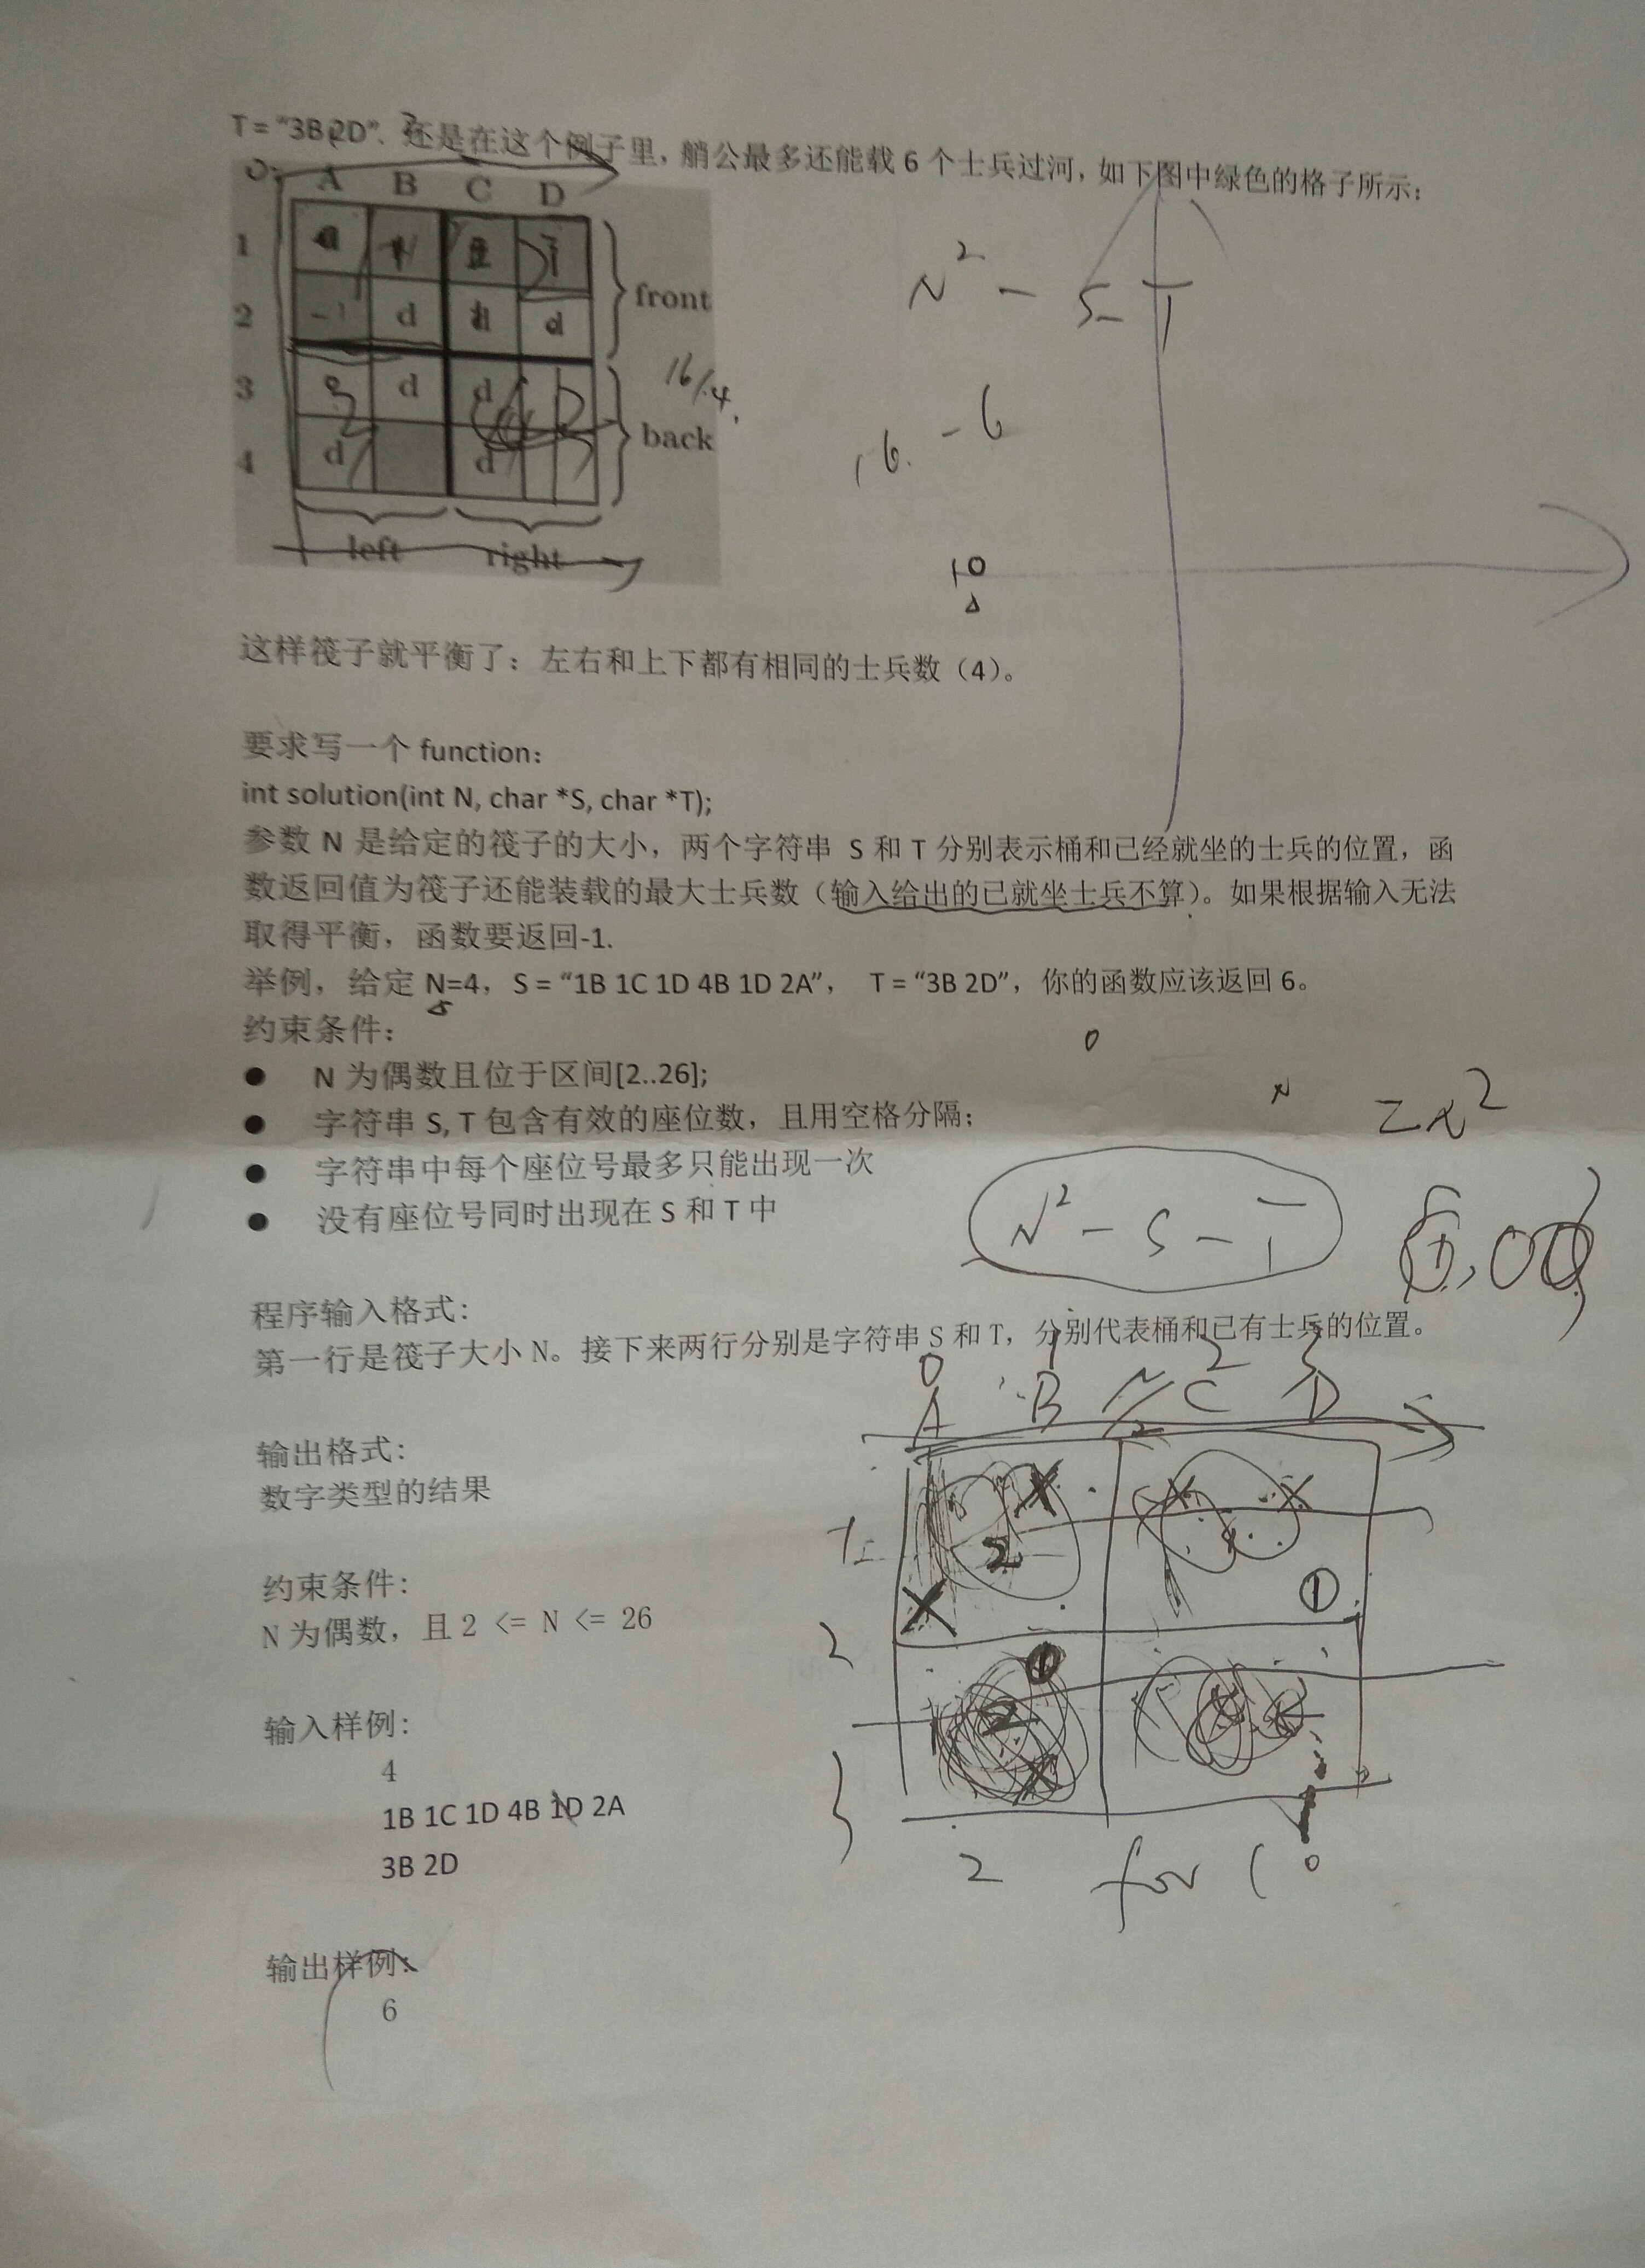 T = “3B 2D”. 还是在这个例子里，艄公最多还能载 6 个士兵过河，如下图中绿色的格子所示：
A B C D
1
2 d d
front
3 d d
16/4
4 d d
back
left right
N² - S - T
16 - 6
10
这样筏子就平衡了：左右和上下都有相同的士兵数（4）。
要求写一个 function：
int solution(int N, char *S, char *T);
参数 N 是给定的筏子的大小，两个字符串 S 和 T 分别表示桶和已经就坐的士兵的位置，函
数返回值为筏子还能装载的最大士兵数（输入给出的已就坐士兵不算）。如果根据输入无法
取得平衡，函数要返回-1.
举例，给定 N=4，S = “1B 1C 1D 4B 1D 2A”， T = “3B 2D”，你的函数应该返回 6。
约束条件：
● N 为偶数且位于区间[2..26];
● 字符串 S, T 包含有效的座位数，且用空格分隔；
● 字符串中每个座位号最多只能出现一次
● 没有座位号同时出现在 S 和 T 中
N² - S - T
程序输入格式：
第一行是筏子大小 N。接下来两行分别是字符串 S 和 T，分别代表桶和已有士兵的位置。
0 1 2 3
A B N/2 C D
输出格式：
数字类型的结果
约束条件：
N 为偶数，且 2 <= N <= 26
输入样例：
4
1B 1C 1D 4B 1D 2A
3B 2D
2 for (
输出样例：
6